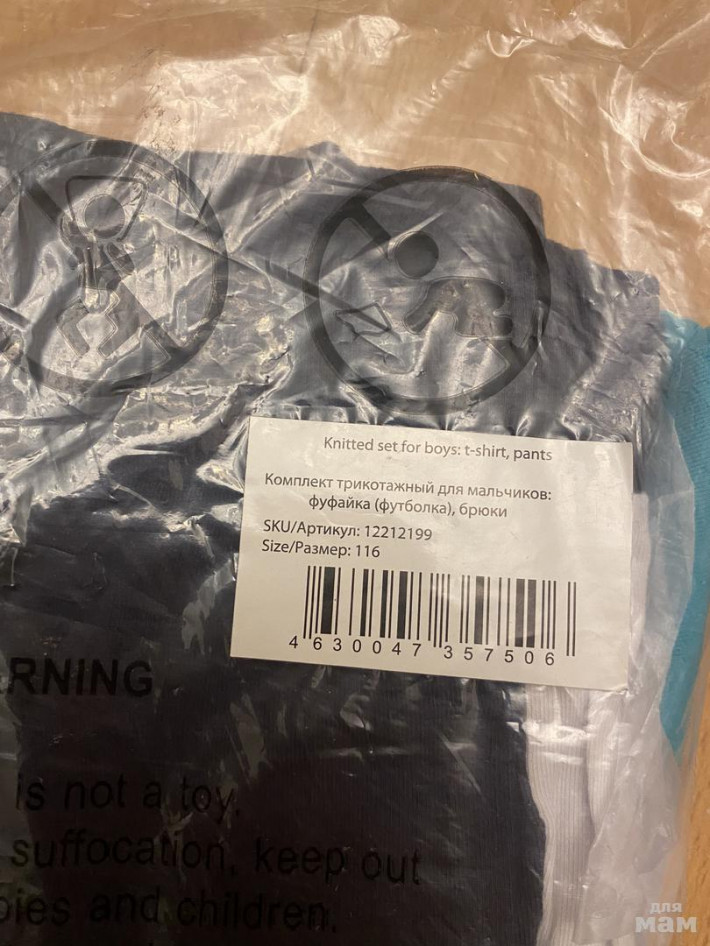 Knitted set for boys: t-shirt, pants
Комплект трикотажный для мальчиков:
фуфайка (футболка), брюки
SKU/Артикул: 12212199
Size/Размер: 116
4 630047 357506
RNING
is not a toy.
suffocation, keep out
bies and children.
для
мам